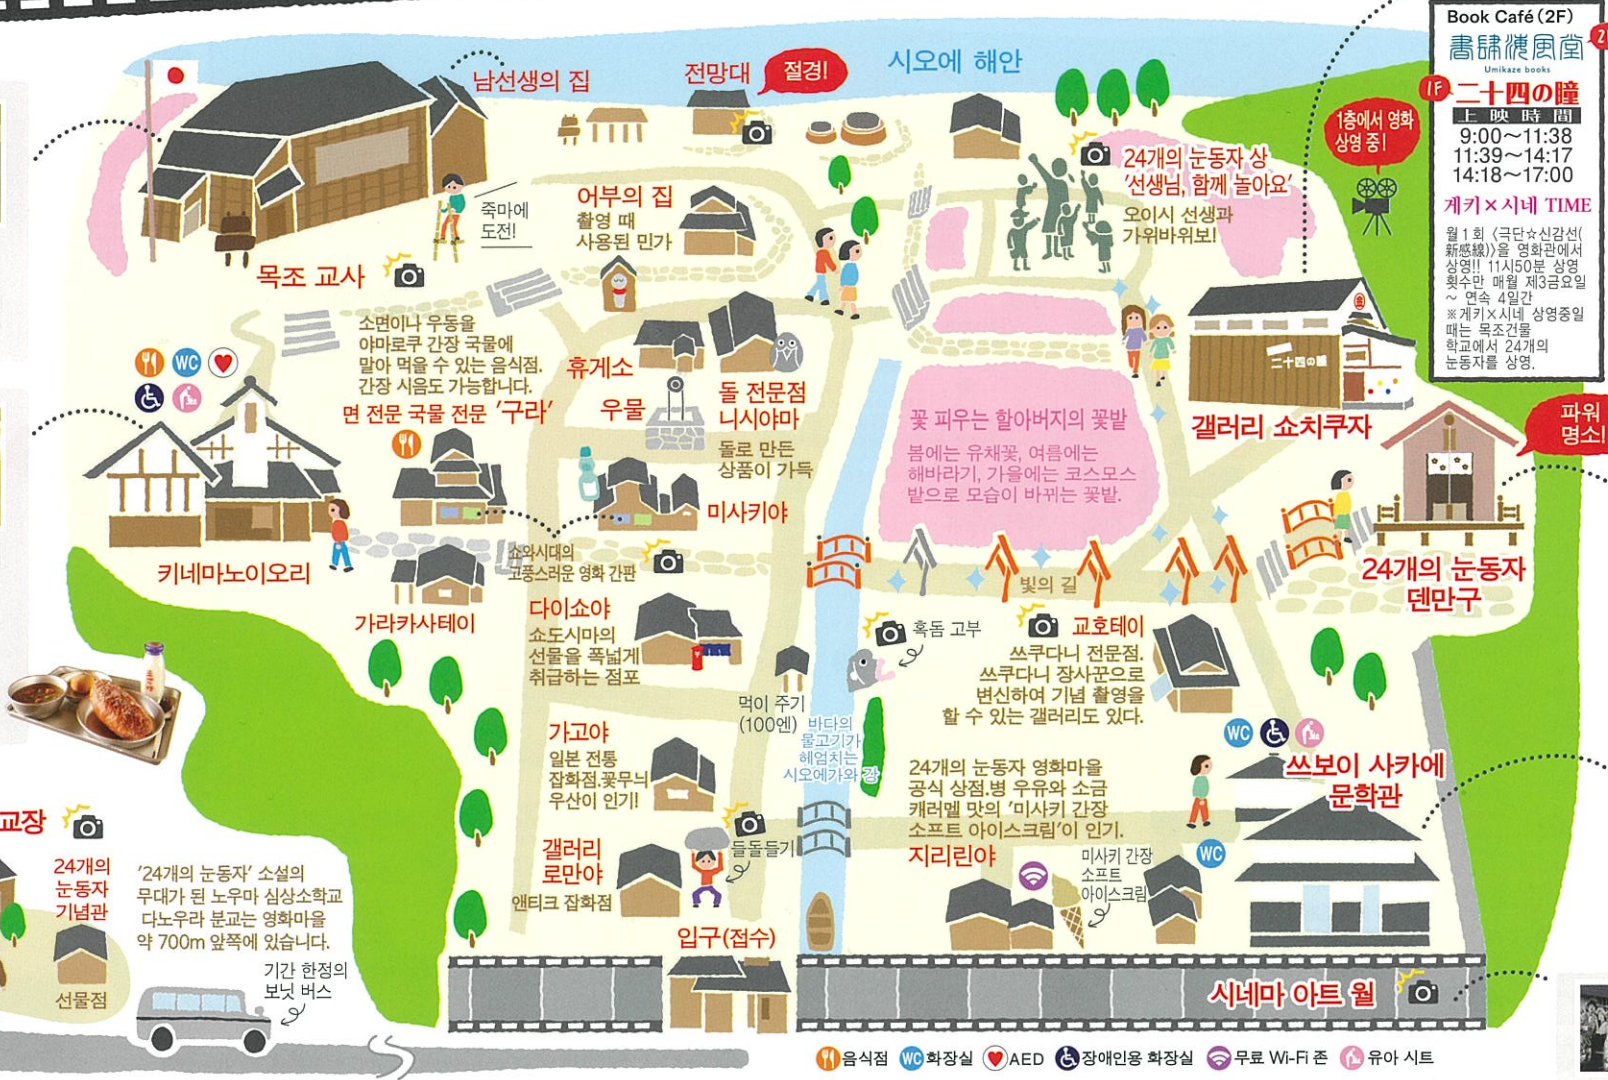 Book Café (2F)
書肆海風堂
Umikaze books
1F
二十四の瞳
上映時間
9:00〜11:38
11:39〜14:17
14:18〜17:00
게키×시네 TIME
월1회 〈극단☆신감선(
新感線)〉을 영화관에서
상영!! 11시50분 상영
횟수만 매월 제3금요일
~ 연속 4일간
※게키×시네 상영중일
때는 목조건물
학교에서 24개의
눈동자를 상영.
1층에서 영화
상영 중!
시오에 해안
남선생의 집
전망대
절경!
24개의 눈동자 상
'선생님, 함께 놀아요'
오이시 선생과
가위바위보!
어부의 집
촬영 때
사용된 민가
죽마에
도전!
목조 교사
소면이나 우동을
야마로쿠 간장 국물에
말아 먹을 수 있는 음식점.
간장 시음도 가능합니다.
면 전문 국물 전문 '구라'
휴게소
우물
돌 전문점
니시야마
돌로 만든
상품이 가득
꽃 피우는 할아버지의 꽃밭
봄에는 유채꽃, 여름에는
해바라기, 가을에는 코스모스
밭으로 모습이 바뀌는 꽃밭.
二十四の瞳
갤러리 쇼치쿠자
파워
명소!
WC
미사키야
키네마노이오리
쇼와시대의
고풍스러운 영화 간판
가라카사테이
빛의 길
24개의 눈동자
덴만구
다이쇼야
쇼도시마의
선물을 폭넓게
취급하는 점포
혹돔 고부
교호테이
쓰쿠다니 전문점.
쓰쿠다니 장사꾼으로
변신하여 기념 촬영을
할 수 있는 갤러리도 있다.
먹이 주기
(100엔)
바다의
물고기가
헤엄치는
시오에가와 강
가고야
일본 전통
잡화점.꽃무늬
우산이 인기!
WC
쓰보이 사카에
문학관
24개의 눈동자 영화마을
공식 상점.병 우유와 소금
캐러멜 맛의 '미사키 간장
소프트 아이스크림'이 인기.
지리린야
미사키 간장
소프트
아이스크림
WC
갤러리
로만야
앤티크 잡화점
들돌들기
교장
24개의
눈동자
기념관
'24개의 눈동자' 소설의
무대가 된 노우마 심상소학교
다노우라 분교는 영화마을
약 700m 앞쪽에 있습니다.
선물점
기간 한정의
보닛 버스
입구(접수)
시네마 아트 월
음식점 WC 화장실 AED 장애인용 화장실 무료 Wi-Fi 존 유아 시트